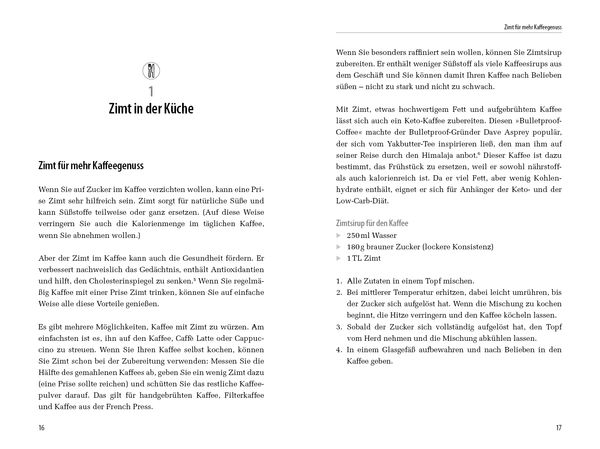 1
Zimt in der Küche
Zimt für mehr Kaffeegenuss
Wenn Sie auf Zucker im Kaffee verzichten wollen, kann eine Pri-
se Zimt sehr hilfreich sein. Zimt sorgt für natürliche Süße und
kann Süßstoffe teilweise oder ganz ersetzen. (Auf diese Weise
verringern Sie auch die Kalorienmenge im täglichen Kaffee,
wenn Sie abnehmen wollen.)
Aber der Zimt im Kaffee kann auch die Gesundheit fördern. Er
verbessert nachweislich das Gedächtnis, enthält Antioxidantien
und hilft, den Cholesterinspiegel zu senken.⁵ Wenn Sie regelmä-
ßig Kaffee mit einer Prise Zimt trinken, können Sie auf einfache
Weise alle diese Vorteile genießen.
Es gibt mehrere Möglichkeiten, Kaffee mit Zimt zu würzen. Am
einfachsten ist es, ihn auf den Kaffee, Caffè Latte oder Cappuc-
cino zu streuen. Wenn Sie Ihren Kaffee selbst kochen, können
Sie Zimt schon bei der Zubereitung verwenden: Messen Sie die
Hälfte des gemahlenen Kaffees ab, geben Sie ein wenig Zimt dazu
(eine Prise sollte reichen) und schütten Sie das restliche Kaffee-
pulver darauf. Das gilt für handgebrühten Kaffee, Filterkaffee
und Kaffee aus der French Press.
16
Zimt für mehr Kaffeegenuss
Wenn Sie besonders raffiniert sein wollen, können Sie Zimtsirup
zubereiten. Er enthält weniger Süßstoff als viele Kaffeesirups aus
dem Geschäft und Sie können damit Ihren Kaffee nach Belieben
süßen – nicht zu stark und nicht zu schwach.
Mit Zimt, etwas hochwertigem Fett und aufgebrühtem Kaffee
lässt sich auch ein Keto-Kaffee zubereiten. Diesen »Bulletproof-
Coffee« machte der Bulletproof-Gründer Dave Asprey populär,
der sich vom Yakbutter-Tee inspirieren ließ, den man ihm auf
seiner Reise durch den Himalaja anbot.⁶ Dieser Kaffee ist dazu
bestimmt, das Frühstück zu ersetzen, weil er sowohl nährstoff-
als auch kalorienreich ist. Da er viel Fett, aber wenig Kohlen-
hydrate enthält, eignet er sich für Anhänger der Keto- und der
Low-Carb-Diät.
Zimtsirup für den Kaffee
250 ml Wasser
180 g brauner Zucker (lockere Konsistenz)
1 TL Zimt
1. Alle Zutaten in einem Topf mischen.
2. Bei mittlerer Temperatur erhitzen, dabei leicht umrühren, bis
der Zucker sich aufgelöst hat. Wenn die Mischung zu kochen
beginnt, die Hitze verringern und den Kaffee köcheln lassen.
3. Sobald der Zucker sich vollständig aufgelöst hat, den Topf
vom Herd nehmen und die Mischung abkühlen lassen.
4. In einem Glasgefäß aufbewahren und nach Belieben in den
Kaffee geben.
17